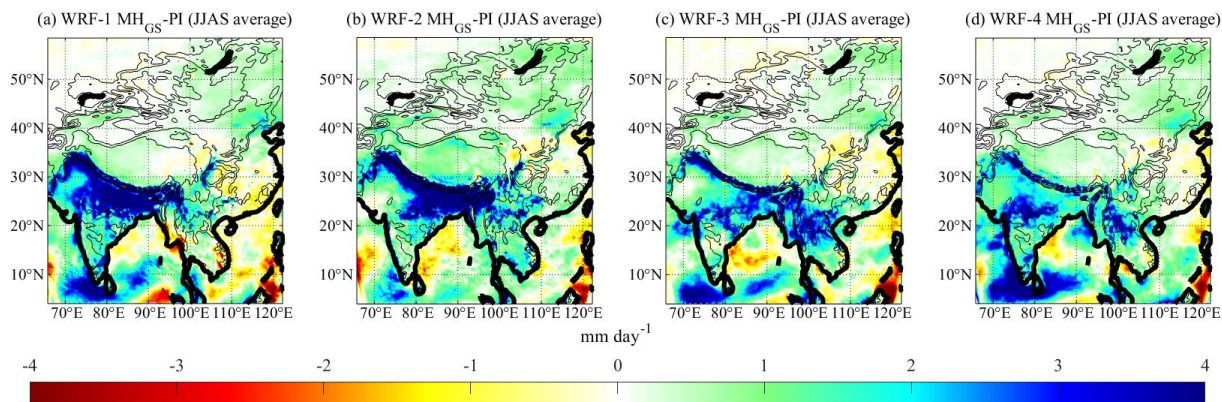 (a) WRF-1 MH_GS-PI (JJAS average)
(b) WRF-2 MH_GS-PI (JJAS average)
(c) WRF-3 MH_GS-PI (JJAS average)
(d) WRF-4 MH_GS-PI (JJAS average)
50°N 50°N 50°N 50°N
40°N 40°N 40°N 40°N
30°N 30°N 30°N 30°N
20°N 20°N 20°N 20°N
10°N 10°N 10°N 10°N
70°E 80°E 90°E 100°E 110°E 120°E 70°E 80°E 90°E 100°E 110°E 120°E 70°E 80°E 90°E 100°E 110°E 120°E 70°E 80°E 90°E 100°E 110°E 120°E
mm day⁻¹
-4 -3 -2 -1 0 1 2 3 4